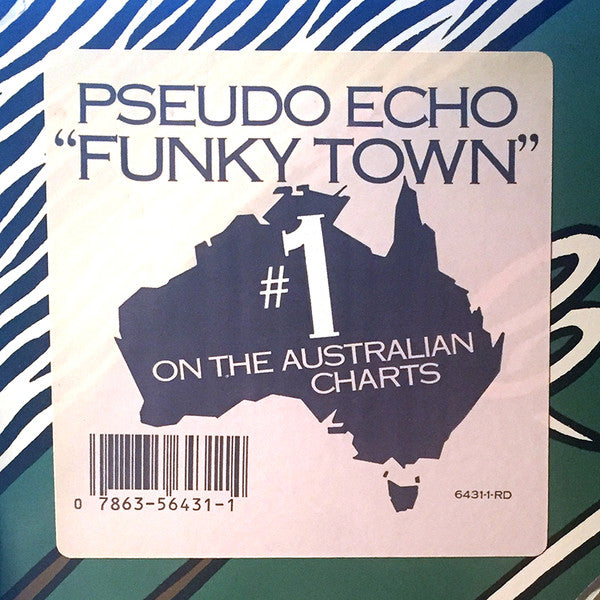 PSEUDO ECHO
“FUNKY TOWN”
#1
ON THE AUSTRALIAN
CHARTS
0 7863-56431-1
6431-1-RD